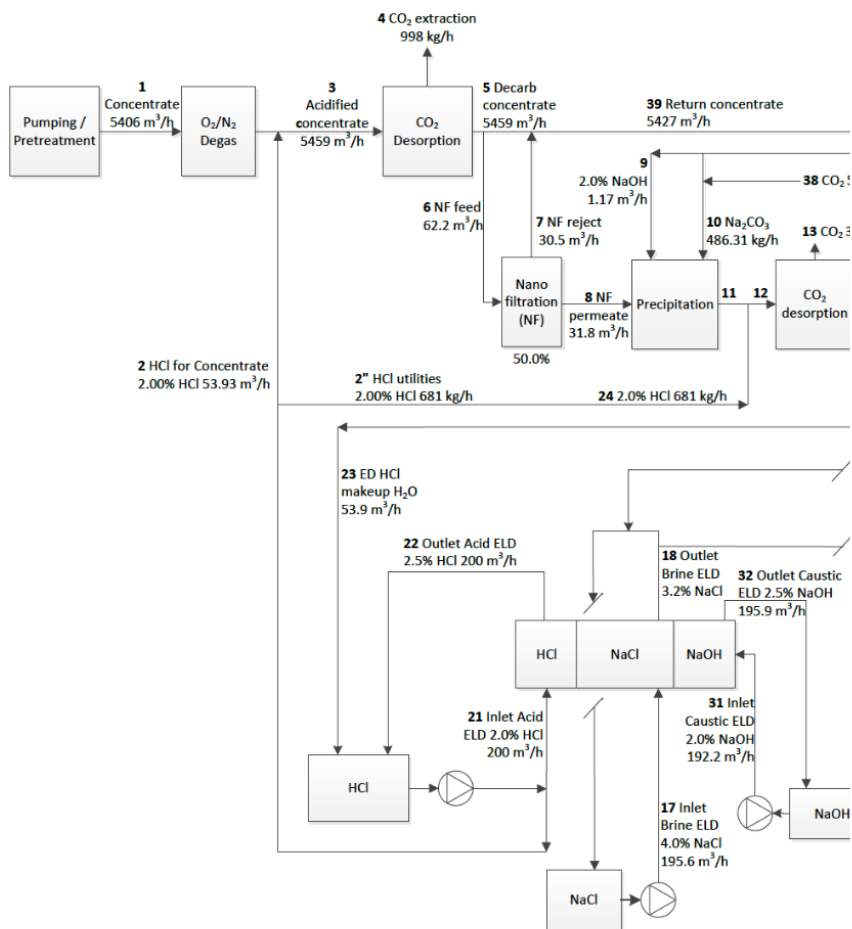 4 CO₂ extraction
998 kg/h
1
Concentrate
5406 m³/h
3
Acidified
concentrate
5459 m³/h
5 Decarb
concentrate
5459 m³/h
39 Return concentrate
5427 m³/h
Pumping /
Pretreatment
O₂/N₂
Degas
CO₂
Desorption
9
2.0% NaOH
1.17 m³/h
38 CO₂
6 NF feed
62.2 m³/h
7 NF reject
30.5 m³/h
10 Na₂CO₃
486.31 kg/h
13 CO₂ 3
Nano
filtration
(NF)
8 NF
permeate
31.8 m³/h
Precipitation
11
12
CO₂
desorption
50.0%
2 HCl for Concentrate
2.00% HCl 53.93 m³/h
2" HCl utilities
2.00% HCl 681 kg/h
24 2.0% HCl 681 kg/h
23 ED HCl
makeup H₂O
53.9 m³/h
22 Outlet Acid ELD
2.5% HCl 200 m³/h
18 Outlet
Brine ELD
3.2% NaCl
32 Outlet Caustic
ELD 2.5% NaOH
195.9 m³/h
HCl
NaCl
NaOH
21 Inlet Acid
ELD 2.0% HCl
200 m³/h
31 Inlet
Caustic ELD
2.0% NaOH
192.2 m³/h
HCl
17 Inlet
Brine ELD
4.0% NaCl
195.6 m³/h
NaOH
NaCl